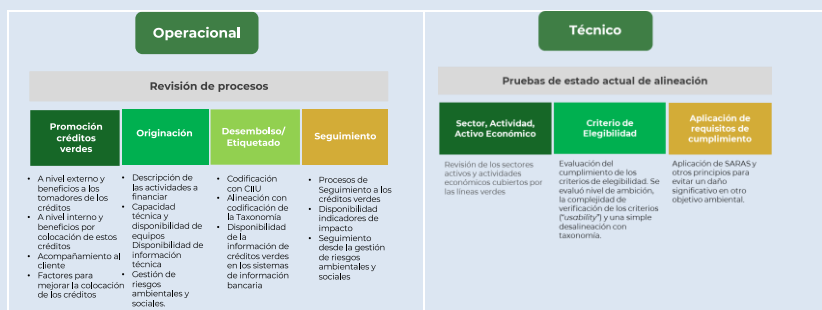 Operacional
Revisión de procesos
Promoción
créditos
verdes
• A nivel externo y
beneficios a los
tomadores de los
créditos
• A nivel interno y
beneficios por
colocación de estos
créditos
• Acompañamiento al
cliente
• Factores para
mejorar la colocación
de los créditos
Originación
• Descripción de
las actividades a
financiar
• Capacidad
técnica y
disponibilidad de
equipos
Disponibilidad de
información
técnica
• Gestión de
riesgos
ambientales y
sociales.
Desembolso/
Etiquetado
• Codificación
con CIIU
• Alineación con
codificación de
la Taxonomía
• Disponibilidad
de la
información de
créditos verdes
en los sistemas
de información
bancaria
Seguimiento
• Procesos de
Seguimiento a los
créditos verdes
• Disponibilidad
indicadores de
impacto
• Seguimiento
desde la gestión
de riesgos
ambientales y
sociales
Técnico
Pruebas de estado actual de alineación
Sector, Actividad,
Activo Económico
Revisión de los sectores
activos y actividades
económicos cubiertos por
las líneas verdes
Criterio de
Elegibilidad
Evaluación del
cumplimiento de los
criterios de elegibilidad. Se
evaluó nivel de ambición,
la complejidad de
verificación de los criterios
("usability") y una simple
desalineación con
taxonomía.
Aplicación de
requisitos de
cumplimiento
Aplicación de SARAS y
otros principios para
evitar un daño
significativo en otro
objetivo ambiental.